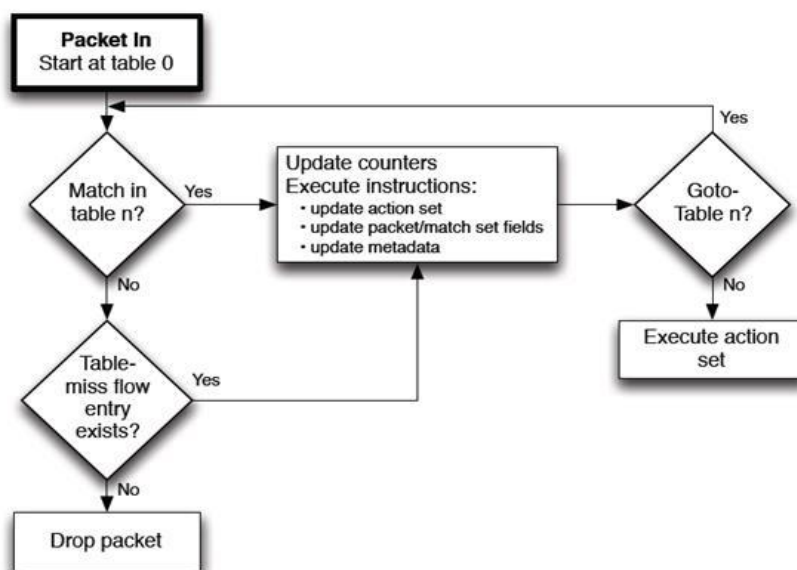 Packet In
Start at table 0
Yes
Match in
table n?
Yes
Update counters
Execute instructions:
• update action set
• update packet/match set fields
• update metadata
Goto-
Table n?
No
No
Execute action
set
Table-
miss flow
entry
exists?
Yes
No
Drop packet